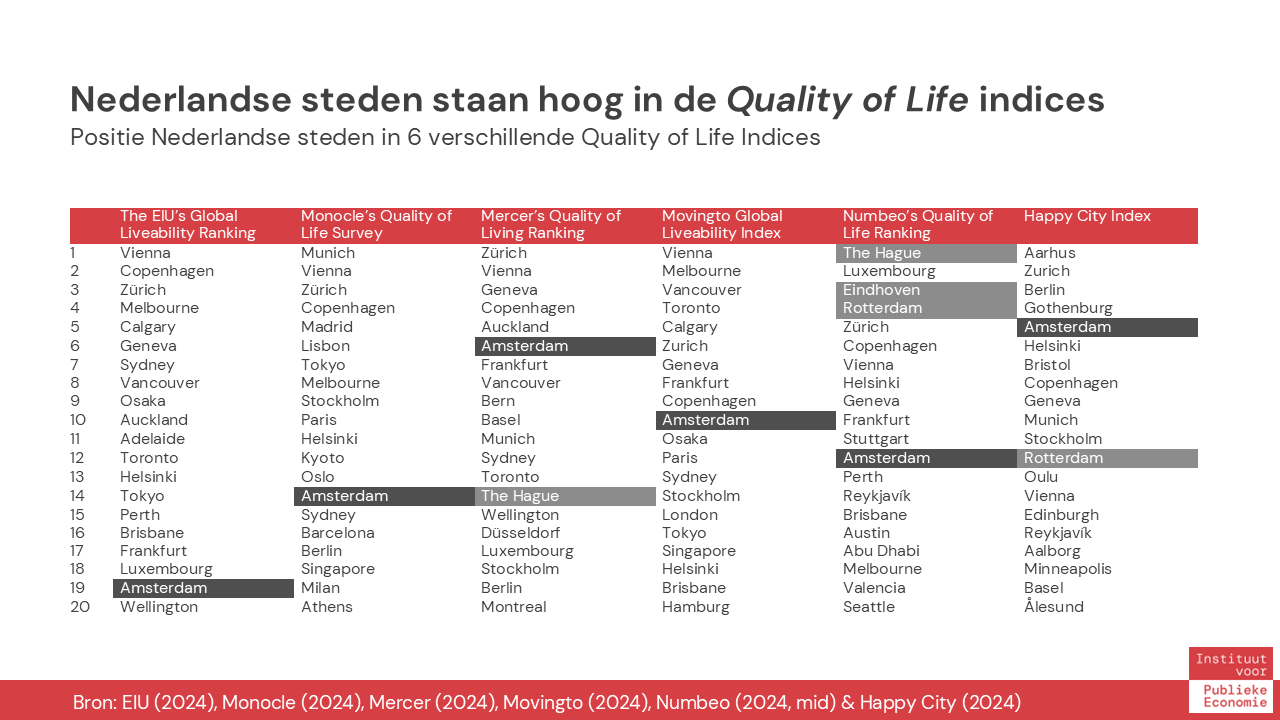 Nederlandse steden staan hoog in de Quality of Life indices
Positie Nederlandse steden in 6 verschillende Quality of Life Indices
The EIU's Global Liveability Ranking Monocle's Quality of Life Survey Mercer's Quality of Living Ranking Movingto Global Liveability Index Numbeo's Quality of Life Ranking Happy City Index
1 Vienna Munich Zürich Vienna The Hague Aarhus
2 Copenhagen Vienna Vienna Melbourne Luxembourg Zurich
3 Zürich Zürich Geneva Vancouver Eindhoven Berlin
4 Melbourne Copenhagen Copenhagen Toronto Rotterdam Gothenburg
5 Calgary Madrid Auckland Calgary Zürich Amsterdam
6 Geneva Lisbon Amsterdam Zurich Copenhagen Helsinki
7 Sydney Tokyo Frankfurt Geneva Vienna Bristol
8 Vancouver Melbourne Vancouver Frankfurt Helsinki Copenhagen
9 Osaka Stockholm Bern Copenhagen Geneva Geneva
10 Auckland Paris Basel Amsterdam Frankfurt Munich
11 Adelaide Helsinki Munich Osaka Stuttgart Stockholm
12 Toronto Kyoto Sydney Paris Amsterdam Rotterdam
13 Helsinki Oslo Toronto Sydney Perth Oulu
14 Tokyo Amsterdam The Hague Stockholm Reykjavík Vienna
15 Perth Sydney Wellington London Brisbane Edinburgh
16 Brisbane Barcelona Düsseldorf Tokyo Austin Reykjavík
17 Frankfurt Berlin Luxembourg Singapore Abu Dhabi Aalborg
18 Luxembourg Singapore Stockholm Helsinki Melbourne Minneapolis
19 Amsterdam Milan Berlin Brisbane Valencia Basel
20 Wellington Athens Montreal Hamburg Seattle Ålesund
Instituut
voor
Publieke
Economie
Bron: EIU (2024), Monocle (2024), Mercer (2024), Movingto (2024), Numbeo (2024, mid) & Happy City (2024)